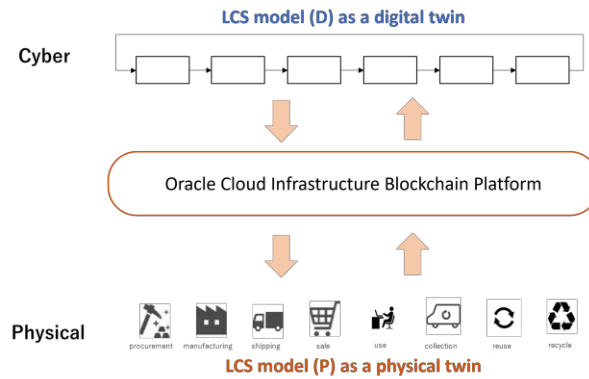 LCS model (D) as a digital twin
Cyber
Oracle Cloud Infrastructure Blockchain Platform
Physical
procurement manufacturing shipping sale use collection reuse recycle
LCS model (P) as a physical twin